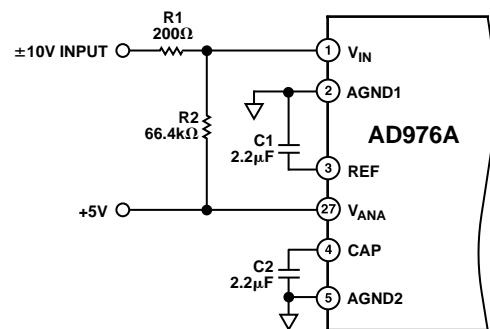 R1
200Ω
±10V INPUT
1 V_IN
2 AGND1
R2
66.4kΩ
AD976A
C1
2.2μF
3 REF
+5V
27 V_ANA
4 CAP
C2
2.2μF
5 AGND2